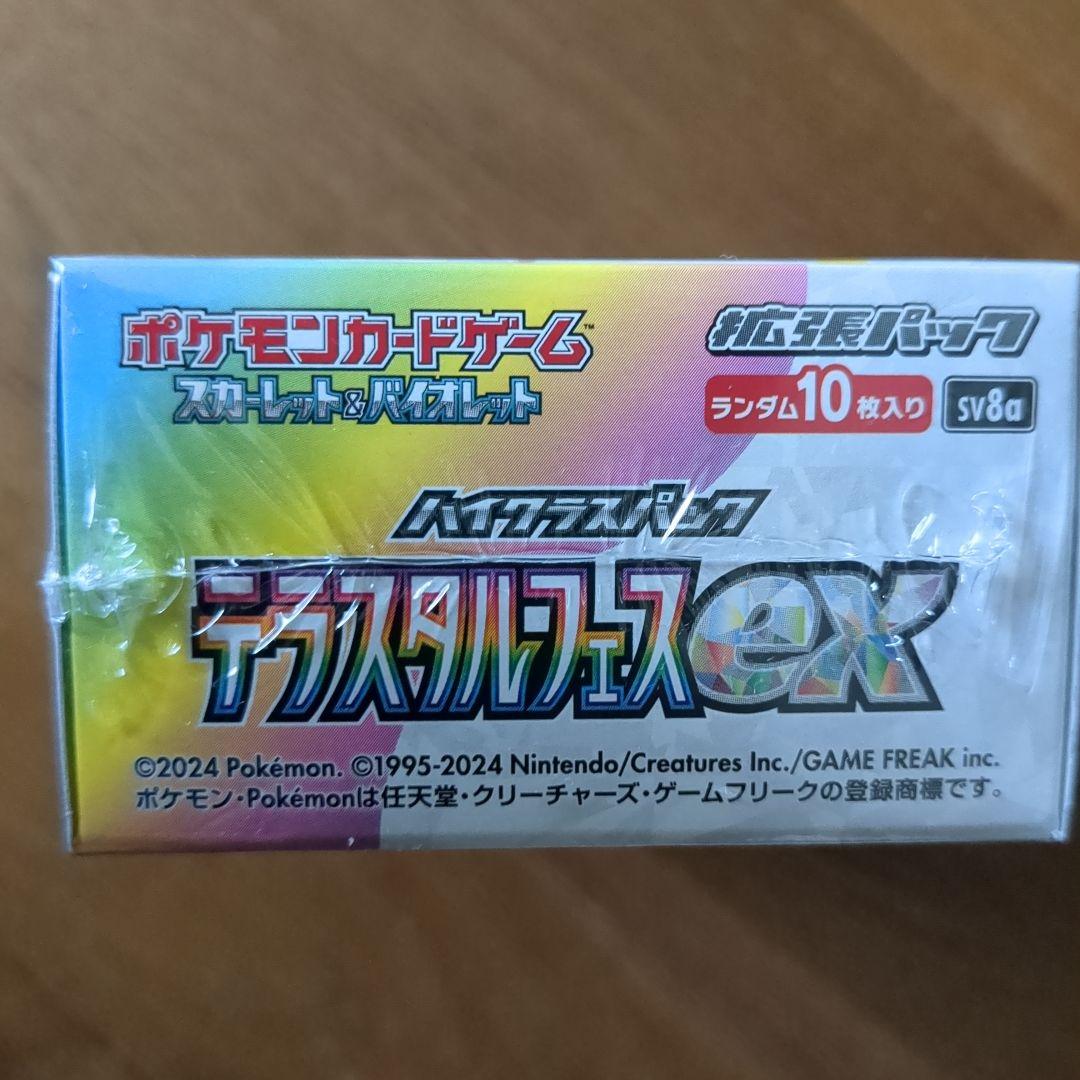 ポケモンカードゲーム™
スカーレット&バイオレット
拡張パック
ランダム10枚入り SV8a
ハイクラスパック
テラスタルフェスex
©2024 Pokémon. ©1995-2024 Nintendo/Creatures Inc./GAME FREAK inc.
ポケモン・Pokémonは任天堂・クリーチャーズ・ゲームフリークの登録商標です。